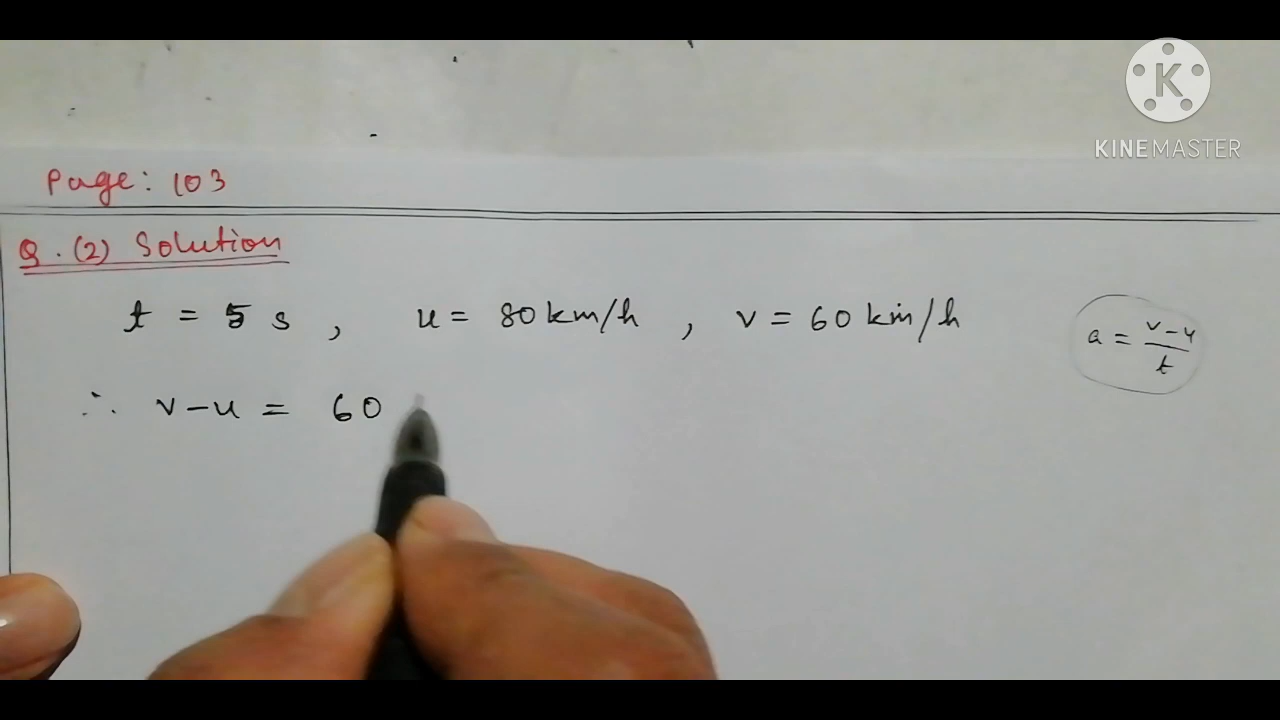 K
KINEMASTER
Page: 103
Q. (2) Solution
t = 5 s , u = 80 km/h , v = 60 km/h
a = v-u / t
∴ v-u = 60